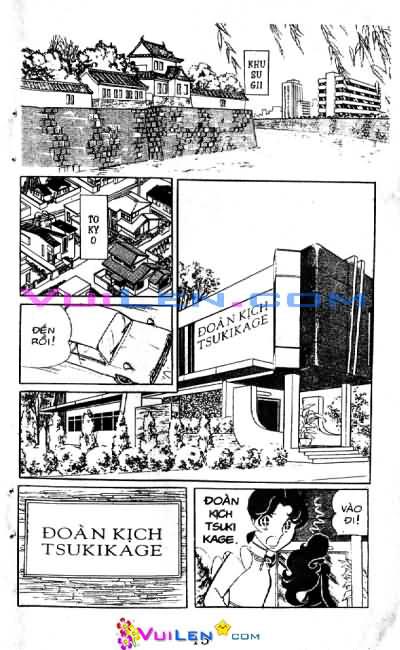 KHU
SU
GII
TO
KY
O
VUILEN.COM
ĐẾN
RỒI!
ĐOÀN KỊCH
TSUKIKAGE
ĐOÀN KỊCH
TSUKIKAGE
ĐOÀN
KỊCH
TSUKI
KAGE.
VÀO
ĐI!
VUILEN.COM